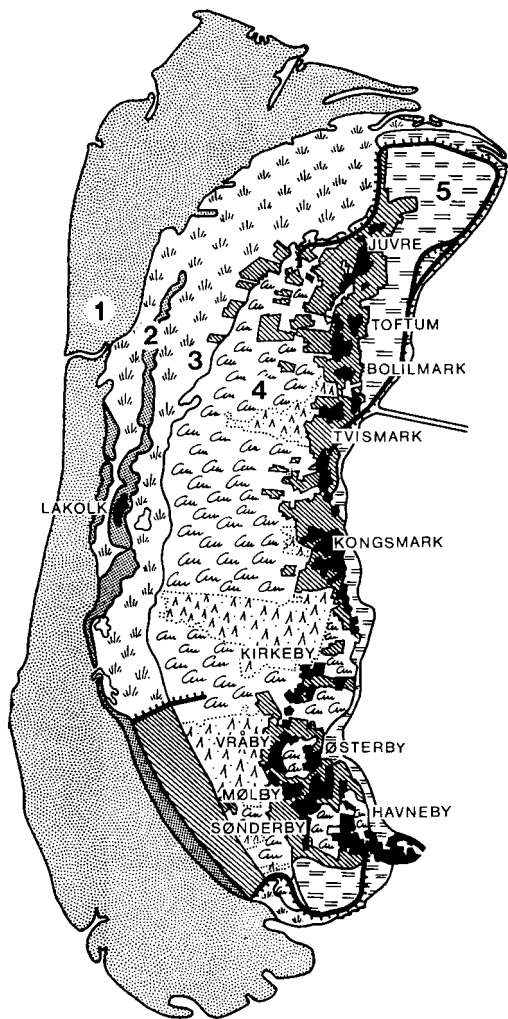 5
JUVRE
1
2
TOFTUM
3
BOLILMARK
4
TVISMARK
LAKOLK
KONGSMARK
KIRKEBY
VRÅBY
ØSTERBY
MØLBY
HAVNEBY
SØNDERBY